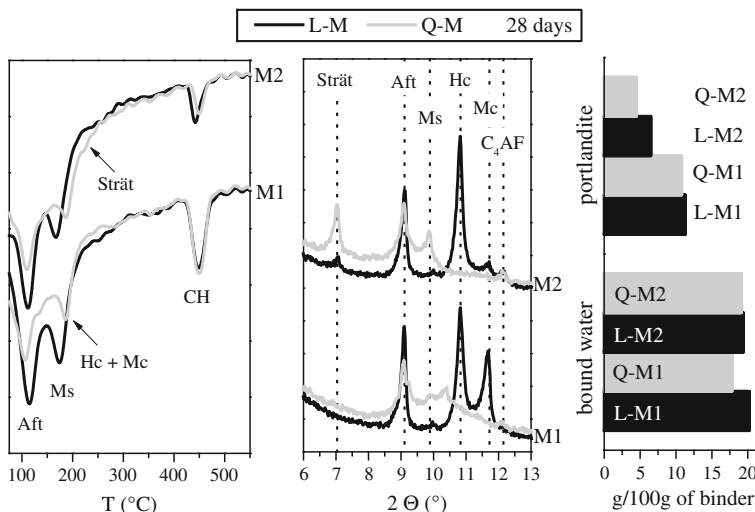 L-M Q-M 28 days
M2
Strät
M1
CH
Hc + Mc
Ms
Aft
100 200 300 400 500
T (°C)
Strät Aft Hc
Ms Mc
C₄AF
M2
M1
6 7 8 9 10 11 12 13
2 Θ (°)
portlandite
Q-M2
L-M2
Q-M1
L-M1
bound water
Q-M2
L-M2
Q-M1
L-M1
0 5 10 15 20
g/100g of binder